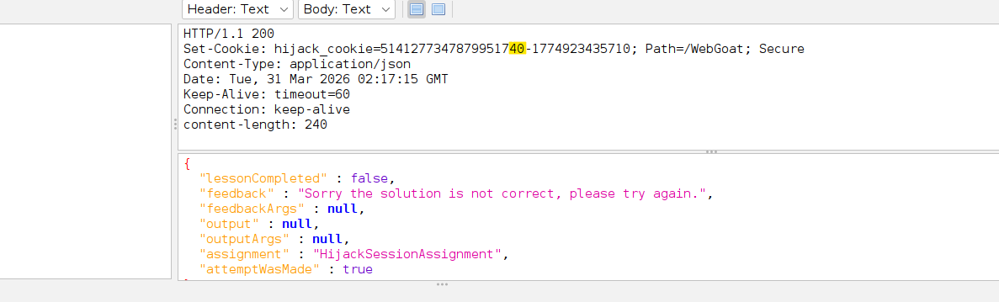 Header: Text Body: Text
HTTP/1.1 200
Set-Cookie: hijack_cookie=5141277347879951740-1774923435710; Path=/WebGoat; Secure
Content-Type: application/json
Date: Tue, 31 Mar 2026 02:17:15 GMT
Keep-Alive: timeout=60
Connection: keep-alive
content-length: 240
{
"lessonCompleted" : false,
"feedback" : "Sorry the solution is not correct, please try again.",
"feedbackArgs" : null,
"output" : null,
"outputArgs" : null,
"assignment" : "HijackSessionAssignment",
"attemptWasMade" : true